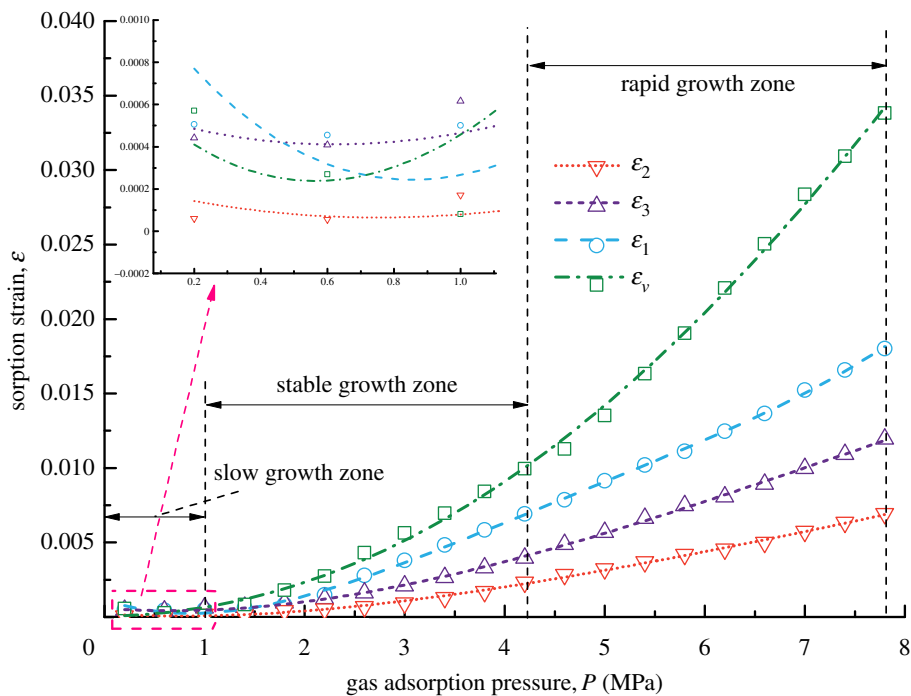 0.040
0.035
0.030
0.025
0.020
0.015
0.010
0.005
0
sorption strain, ε
0.0010
0.0008
0.0006
0.0004
0.0002
0
−0.0002
0.2 0.4 0.6 0.8 1.0
rapid growth zone
ε2
ε3
ε1
εv
stable growth zone
slow growth zone
1 2 3 4 5 6 7 8
gas adsorption pressure, P (MPa)